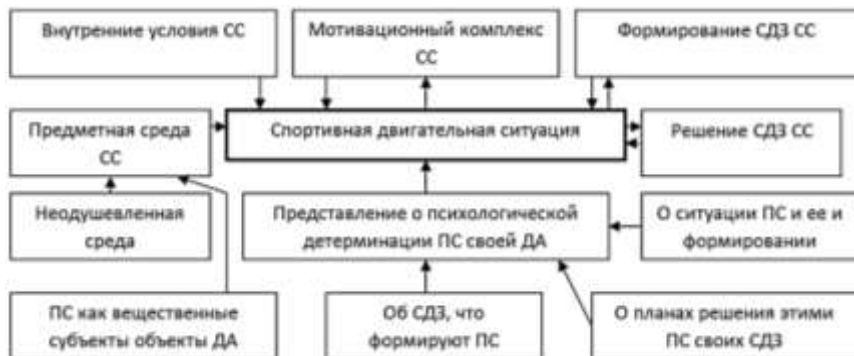 Внутренние условия СС
Мотивационный комплекс
СС
Формирование СДЗ СС
Предметная среда
СС
Спортивная двигательная ситуация
Решение СДЗ СС
Неодушевленная
среда
Представление о психологической
детерминации ПС своей ДА
О ситуации ПС и ее и
формировании
ПС как вещественные
субъекты объекты ДА
Об СДЗ, что
формируют ПС
О планах решения этими
ПС своих СДЗ